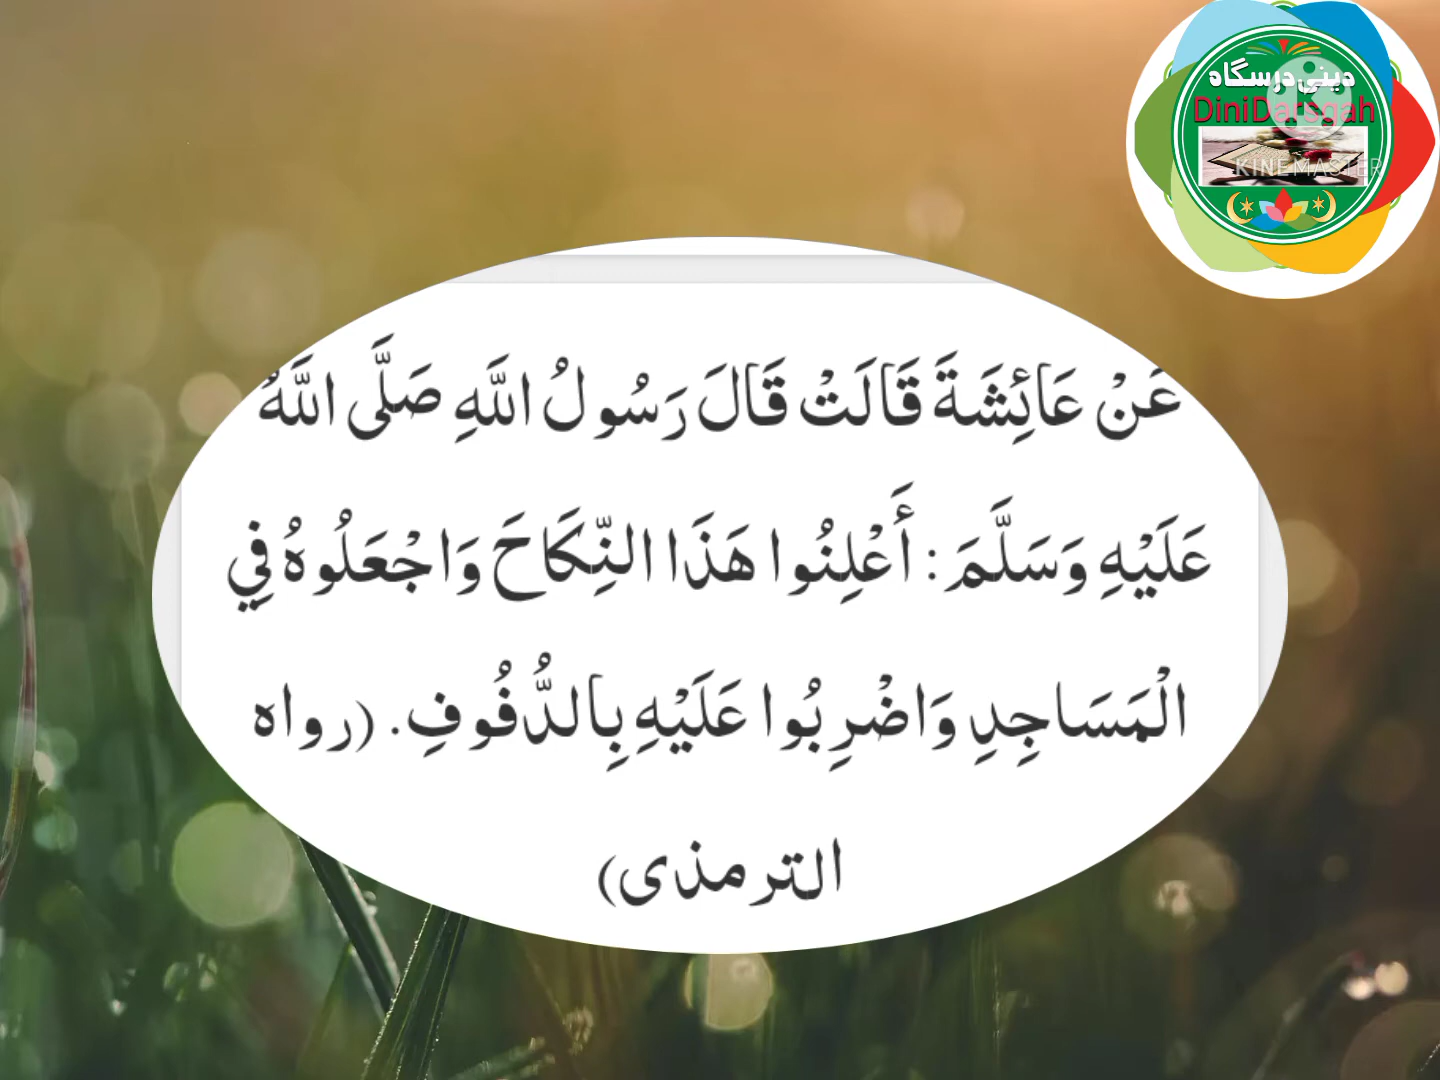 دینی درسگاہ
DiniDarsgah
KINEMASTER
عَنْ عَائِشَةَ قَالَتْ قَالَ رَسُولُ اللَّهِ صَلَّى اللَّهُ
عَلَيْهِ وَسَلَّمَ: أَعْلِنُوا هَذَا النِّكَاحَ وَاجْعَلُوهُ فِي
الْمَسَاجِدِ وَاضْرِبُوا عَلَيْهِ بِالدُّفُوفِ. (رواه
الترمذی)